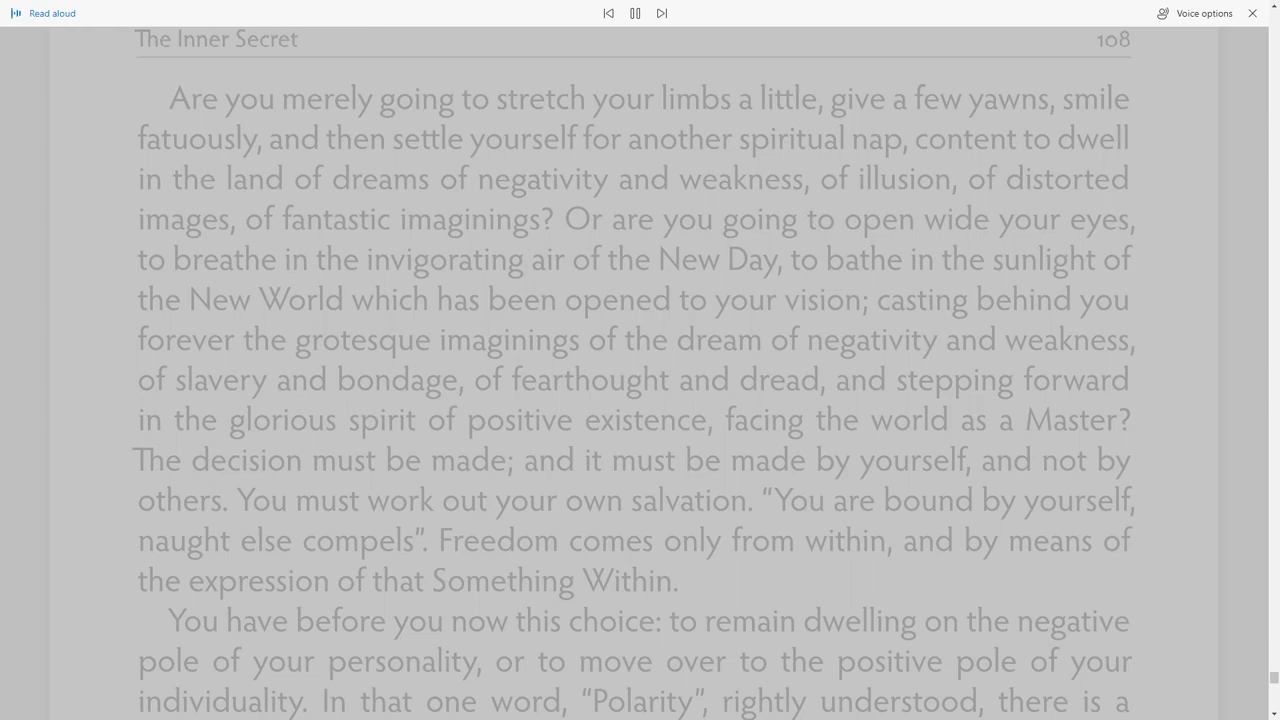 Read aloud
Voice options
The Inner Secret 108
Are you merely going to stretch your limbs a little, give a few yawns, smile
fatuously, and then settle yourself for another spiritual nap, content to dwell
in the land of dreams of negativity and weakness, of illusion, of distorted
images, of fantastic imaginings? Or are you going to open wide your eyes,
to breathe in the invigorating air of the New Day, to bathe in the sunlight of
the New World which has been opened to your vision; casting behind you
forever the grotesque imaginings of the dream of negativity and weakness,
of slavery and bondage, of fearthought and dread, and stepping forward
in the glorious spirit of positive existence, facing the world as a Master?
The decision must be made; and it must be made by yourself, and not by
others. You must work out your own salvation. “You are bound by yourself,
naught else compels”. Freedom comes only from within, and by means of
the expression of that Something Within.
You have before you now this choice: to remain dwelling on the negative
pole of your personality, or to move over to the positive pole of your
individuality. In that one word, “Polarity”, rightly understood, there is a